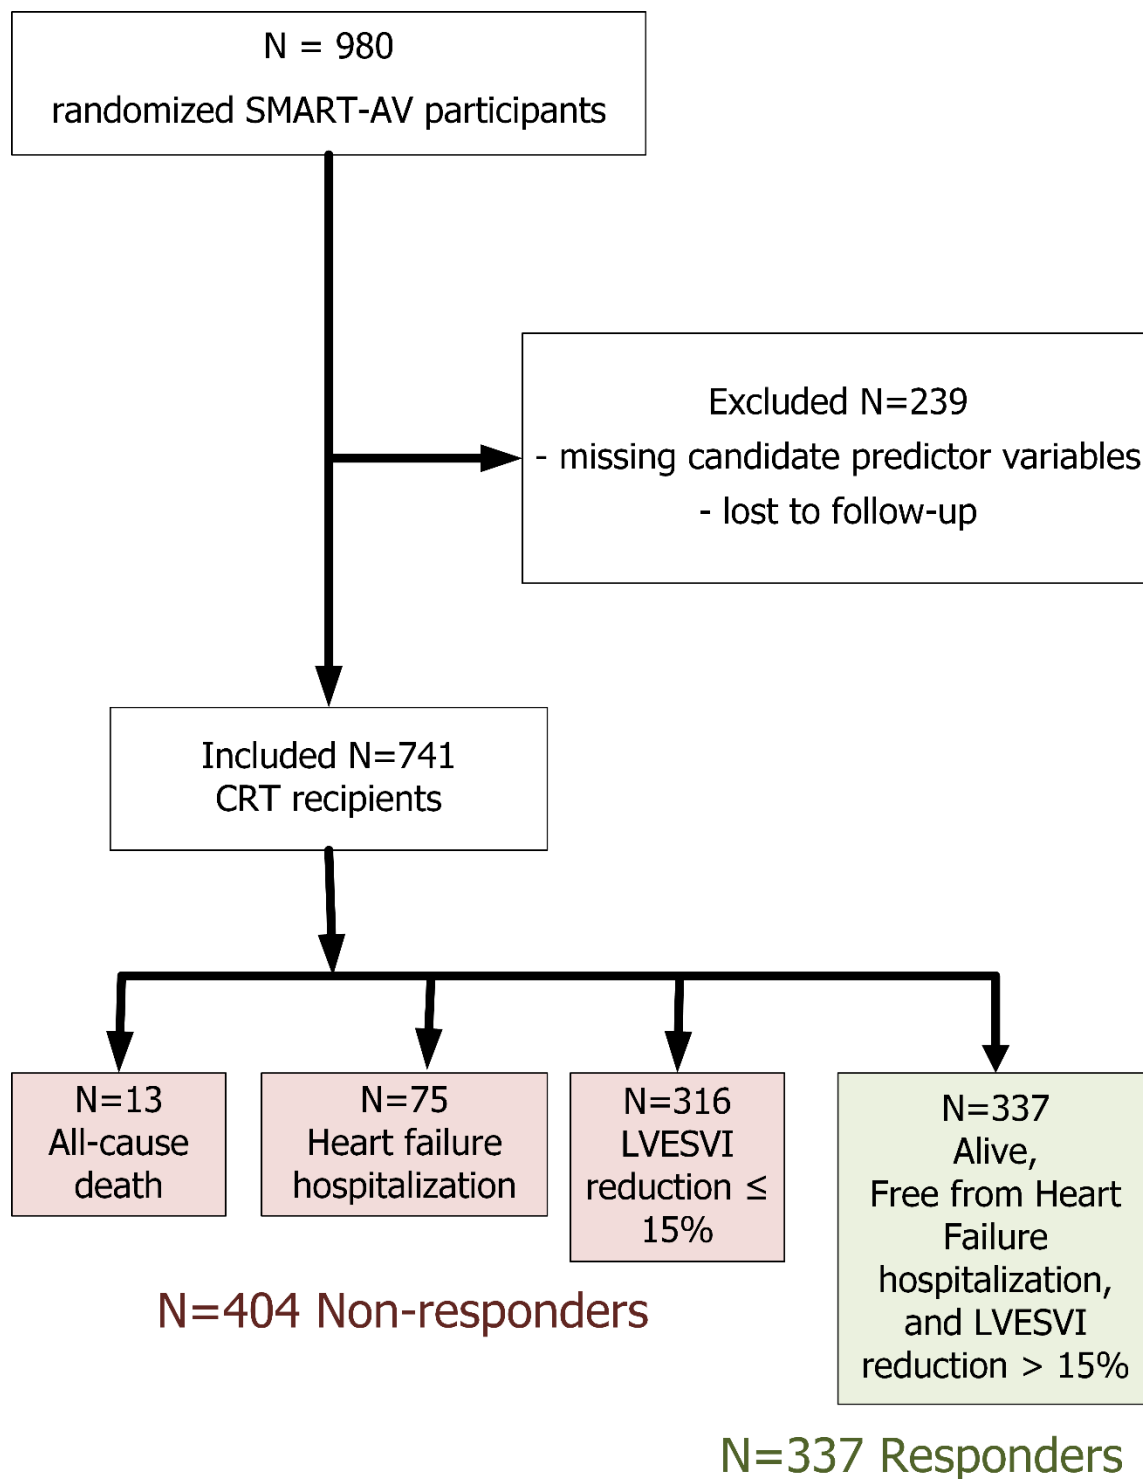 N = 980
randomized SMART-AV participants
Excluded N=239
- missing candidate predictor variables
- lost to follow-up
Included N=741
CRT recipients
N=13
All-cause
death
N=75
Heart failure
hospitalization
N=316
LVESVI
reduction ≤
15%
N=337
Alive,
Free from Heart
Failure
hospitalization,
and LVESVI
reduction > 15%
N=404 Non-responders
N=337 Responders